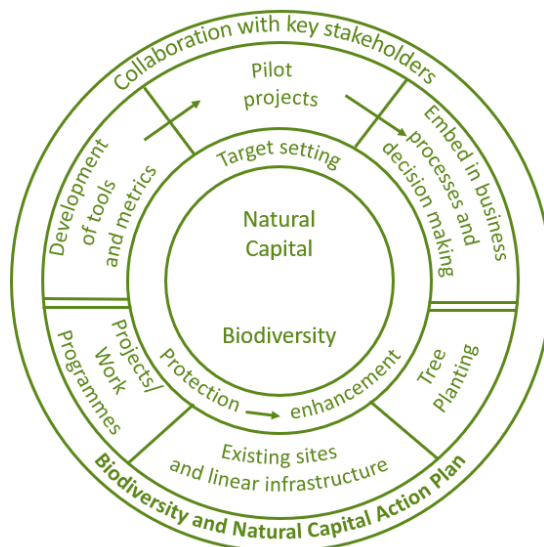 Collaboration with key stakeholders
Pilot
projects
Development
of tools
and metrics
Embed in business
processes and
decision making
Target setting
Natural
Capital
Biodiversity
Protection
enhancement
Projects/
Work
Programmes
Tree
Planting
Existing sites
and linear infrastructure
Biodiversity and Natural Capital Action Plan